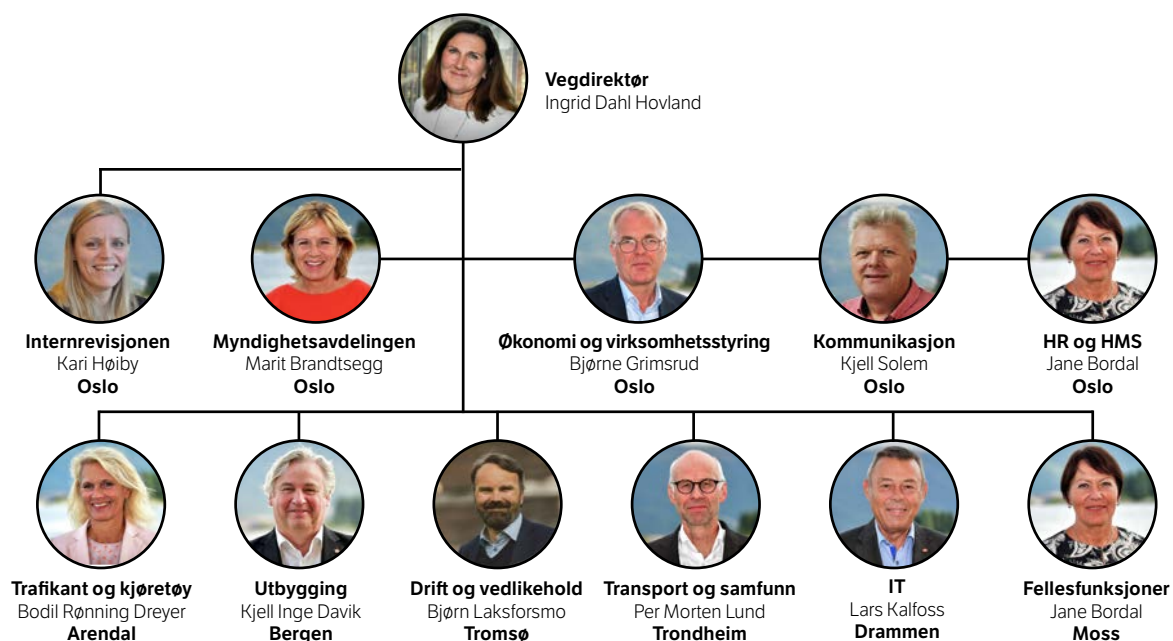 Vegdirektør
Ingrid Dahl Hovland
Internrevisjonen
Kari Høiby
Oslo
Myndighetsavdelingen
Marit Brandtsegg
Oslo
Økonomi og virksomhetsstyring
Bjørne Grimsrud
Oslo
Kommunikasjon
Kjell Solem
Oslo
HR og HMS
Jane Bordal
Oslo
Trafikant og kjøretøy
Bodil Rønning Dreyer
Arendal
Utbygging
Kjell Inge Davik
Bergen
Drift og vedlikehold
Bjørn Laksforsmo
Tromsø
Transport og samfunn
Per Morten Lund
Trondheim
IT
Lars Kalfoss
Drammen
Fellesfunksjoner
Jane Bordal
Moss